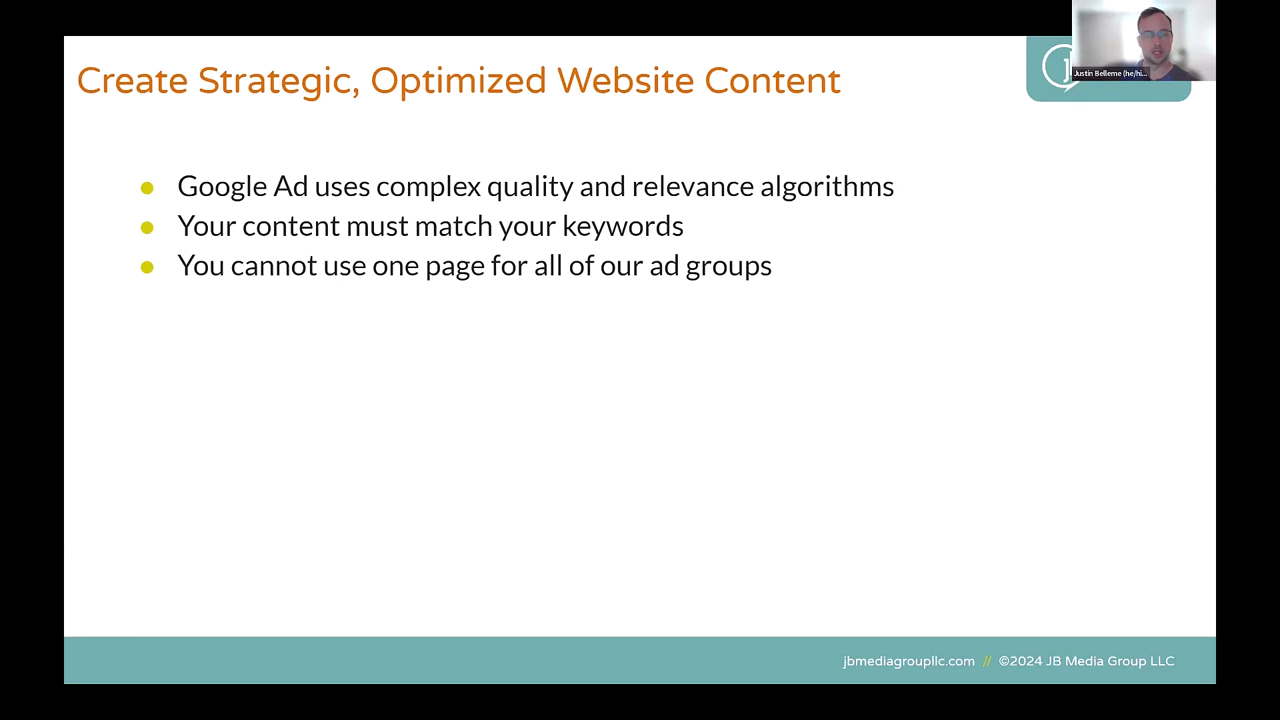 Create Strategic, Optimized Website Content
J
Justin Belleme (he/hi...
● Google Ad uses complex quality and relevance algorithms
● Your content must match your keywords
● You cannot use one page for all of our ad groups
jbmediagroupllc.com // ©2024 JB Media Group LLC